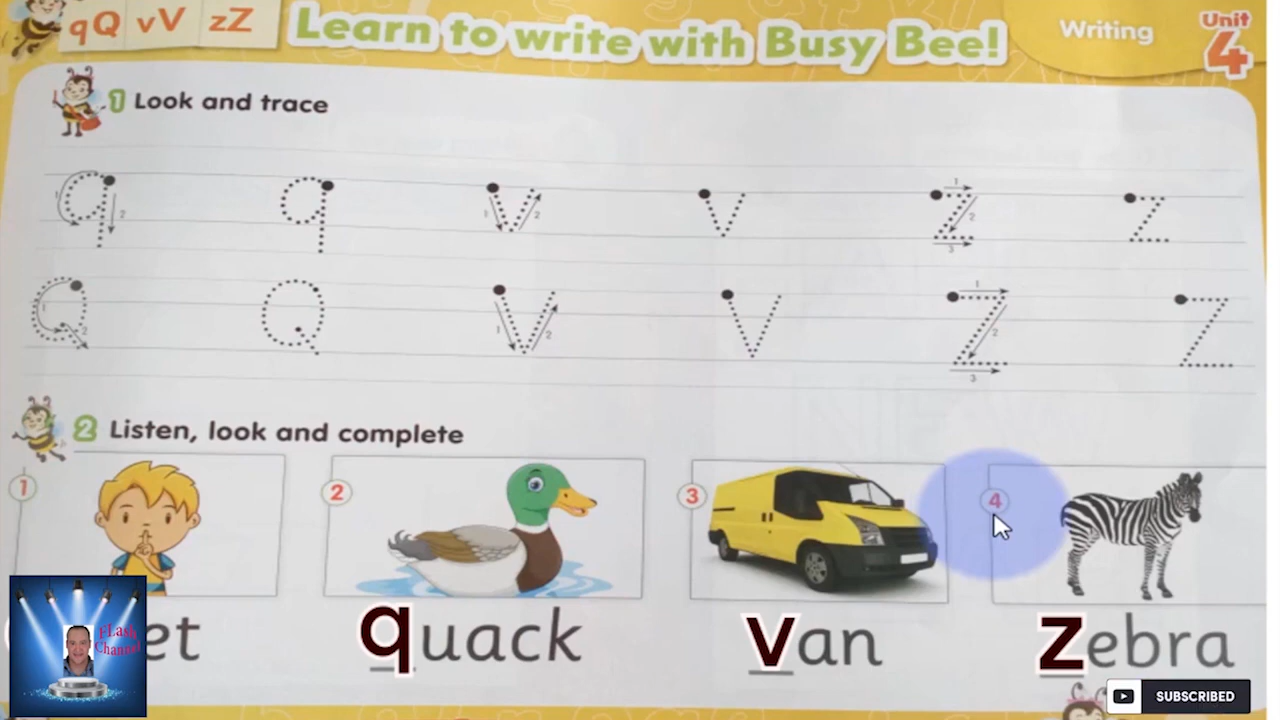 qQ vV zZ
Learn to write with Busy Bee!
Writing
Unit
4
1 Look and trace
q q v v z z
Q Q V V Z Z
2 Listen, look and complete
1 2 3 4
et quack van zebra
FLash
Channel
SUBSCRIBED